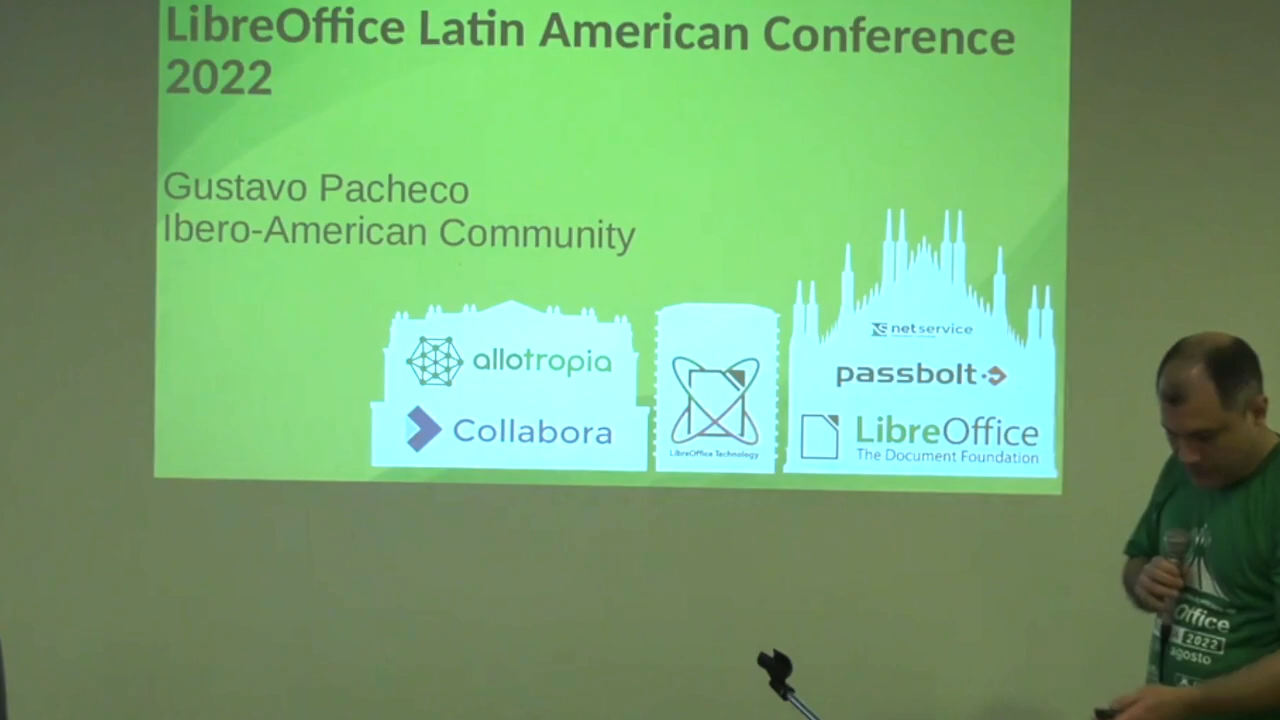 LibreOffice Latin American Conference
2022
Gustavo Pacheco
Ibero-American Community
allotropia
Collabora
LibreOffice Technology
net service
passbolt
LibreOffice
The Document Foundation
Office
2022
agosto